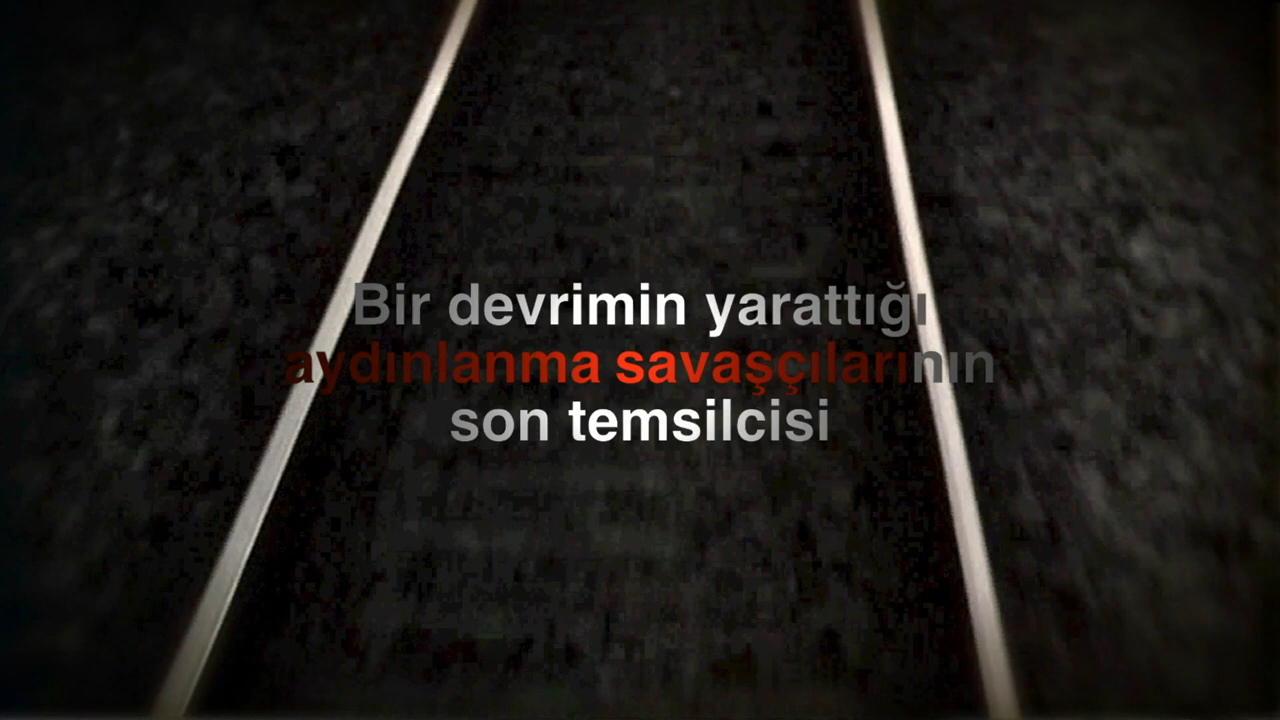 Bir devrimin yarattığı
aydınlanma savaşçılarının
son temsilcisi